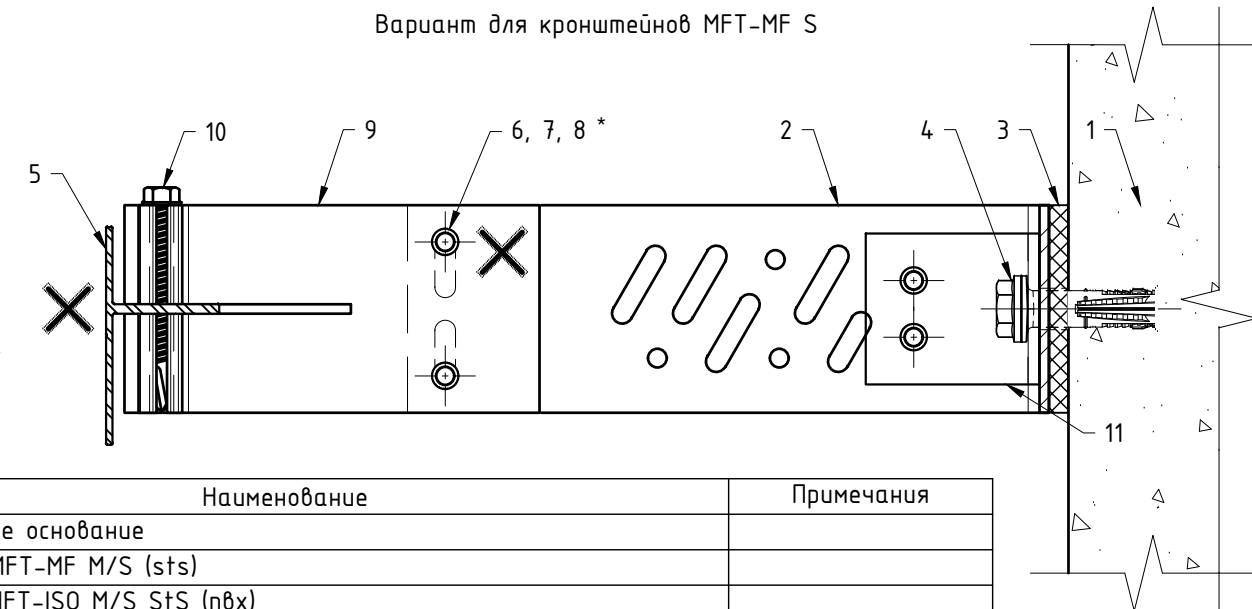 Вариант для кронштейнов MFT-MF S
10
9
6, 7, 8 *
2
4
3
1
5
11
Наименование
Примечания
е основание
MFT-MF M/S (sts)
MFT-ISO M/S StS (пвх)